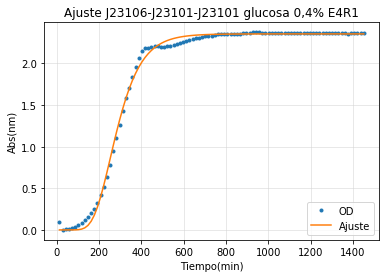 Ajuste J23106-J23101-J23101 glucosa 0,4% E4R1
2.0
1.5
1.0
0.5
0.0
Abs(nm)
OD
Ajuste
0 200 400 600 800 1000 1200 1400
Tiempo(min)